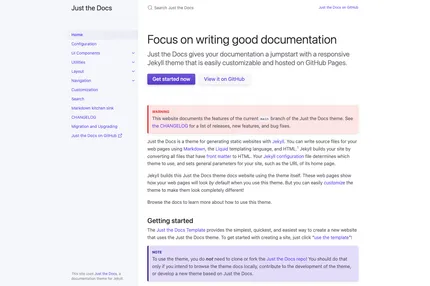 Just the Docs
Search Just the Docs
Just the Docs on GitHub
Home
Configuration
UI Components
Utilities
Layout
Navigation
Customization
Search
Markdown kitchen sink
CHANGELOG
Migration and Upgrading
Just the Docs on GitHub
Focus on writing good documentation
Just the Docs gives your documentation a jumpstart with a responsive
Jekyll theme that is easily customizable and hosted on GitHub Pages.
Get started now
View it on GitHub
WARNING
This website documents the features of the current main branch of the Just the Docs theme. See
the CHANGELOG for a list of releases, new features, and bug fixes.
Just the Docs is a theme for generating static websites with Jekyll. You can write source files for your
web pages using Markdown, the Liquid templating language, and HTML. Jekyll builds your site by
converting all files that have front matter to HTML. Your Jekyll configuration file determines which
theme to use, and sets general parameters for your site, such as the URL of its home page.
Jekyll builds this Just the Docs theme docs website using the theme itself. These web pages show
how your web pages will look by default when you use this theme. But you can easily customize the
theme to make them look completely different!
Browse the docs to learn more about how to use this theme.
Getting started
The Just the Docs Template provides the simplest, quickest, and easiest way to create a new website
that uses the Just the Docs theme. To get started with creating a site, just click "use the template"!
NOTE
To use the theme, you do not need to clone or fork the Just the Docs repo! You should do that
only if you intend to browse the theme docs locally, contribute to the development of the theme,
or develop a new theme based on Just the Docs.
This site uses Just the Docs, a
documentation theme for Jekyll.